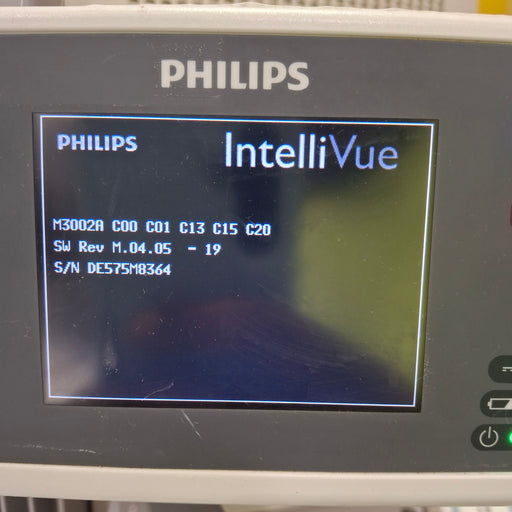 PHILIPS
PHILIPS IntelliVue
M3002A C00 C01 C13 C15 C20
SW Rev M.04.05 - 19
S/N DE575M8364